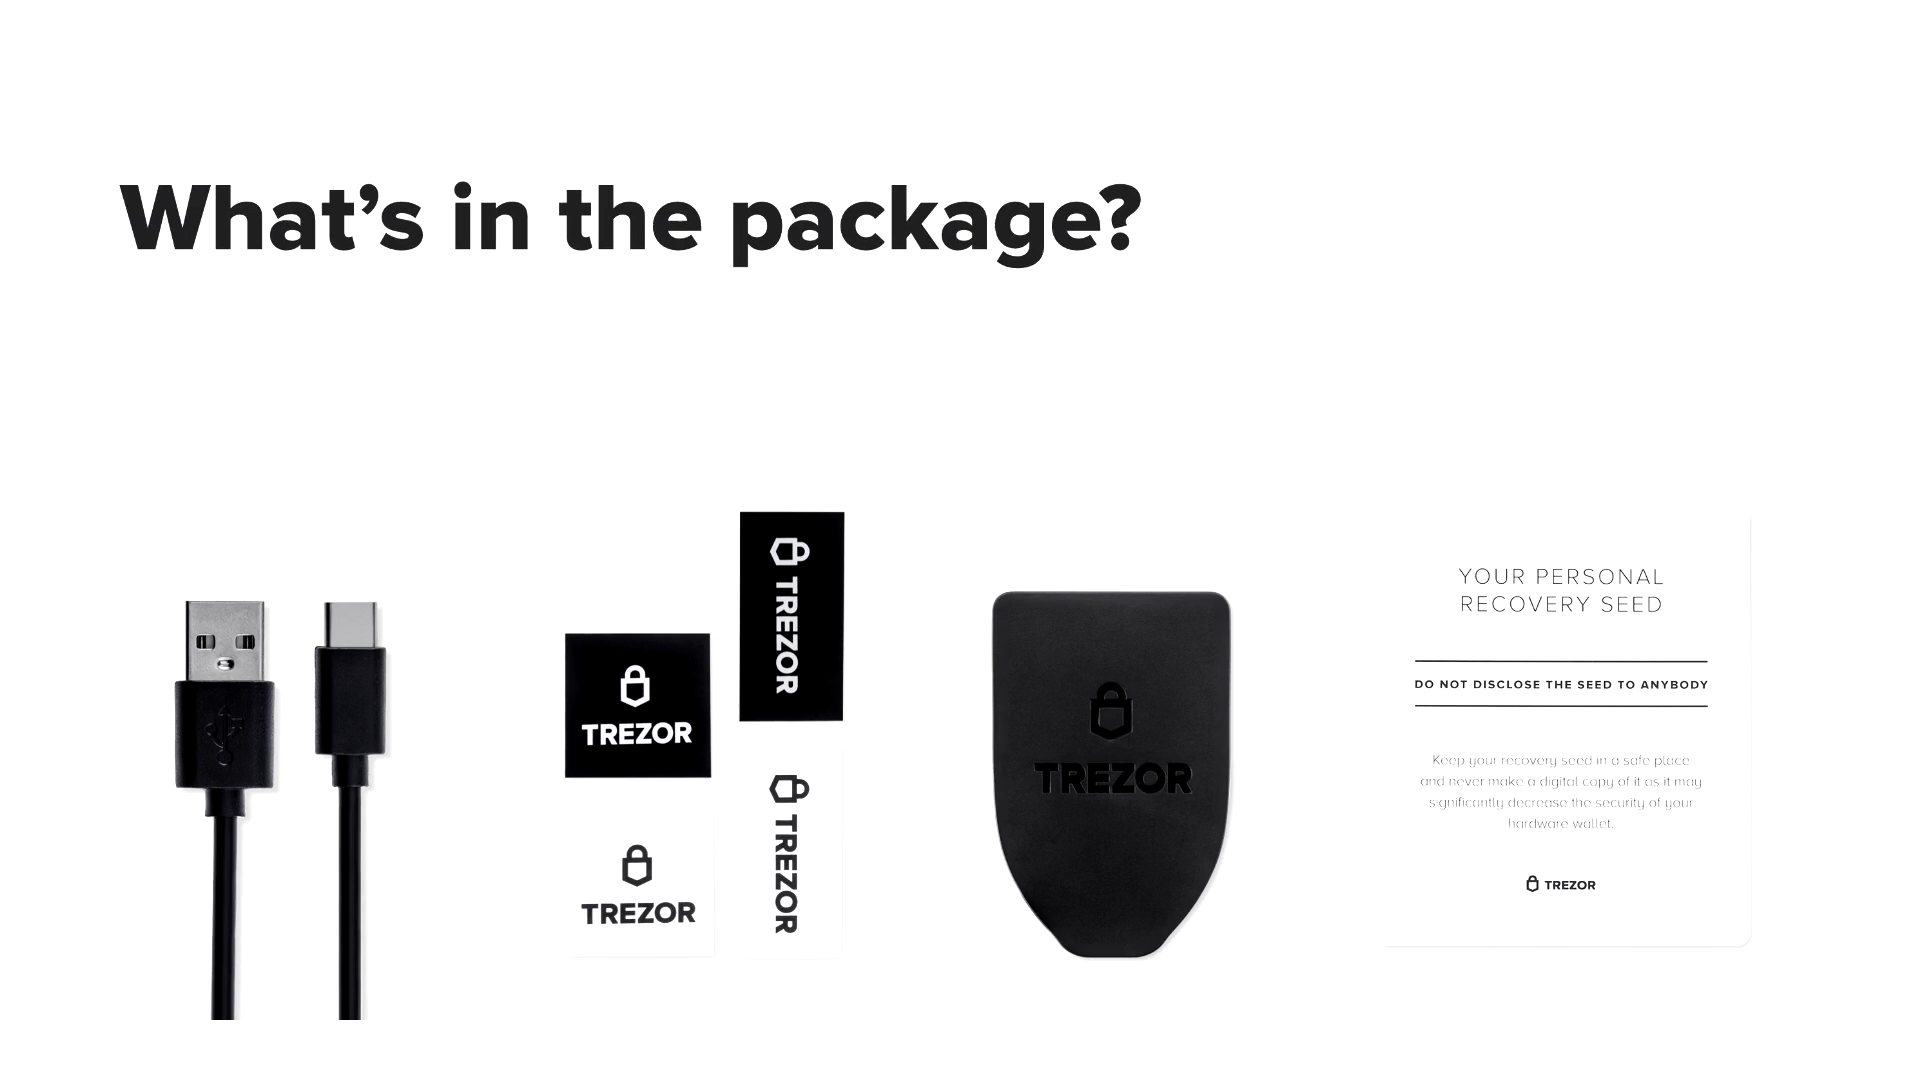 What’s in the package?
TREZOR
TREZOR
TREZOR
TREZOR
TREZOR
YOUR PERSONAL
RECOVERY SEED
DO NOT DISCLOSE THE SEED TO ANYBODY
Keep your recovery seed in a safe place
and never make a digital copy of it as it may
significantly decrease the security of your
hardware wallet.
TREZOR